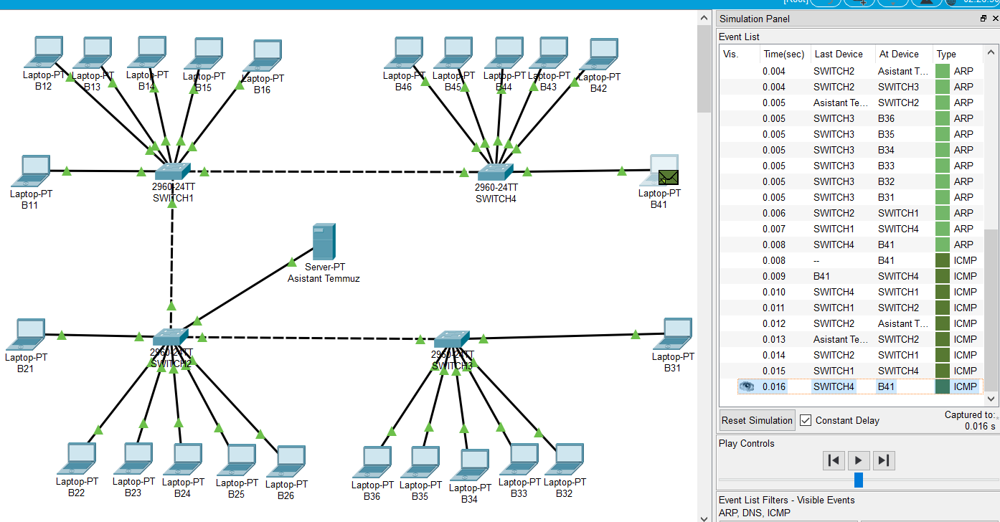 [Root]
02:20:30
Simulation Panel
Event List
Vis. Time(sec) Last Device At Device Type
0.004 SWITCH2 Asistant T... ARP
0.004 SWITCH2 SWITCH3 ARP
0.005 Asistant Te... SWITCH2 ARP
0.005 SWITCH3 B36 ARP
0.005 SWITCH3 B35 ARP
0.005 SWITCH3 B34 ARP
0.005 SWITCH3 B33 ARP
0.005 SWITCH3 B32 ARP
0.005 SWITCH3 B31 ARP
0.006 SWITCH2 SWITCH1 ARP
0.007 SWITCH1 SWITCH4 ARP
0.008 SWITCH4 B41 ARP
0.008 -- B41 ICMP
0.009 B41 SWITCH4 ICMP
0.010 SWITCH4 SWITCH1 ICMP
0.011 SWITCH1 SWITCH2 ICMP
0.012 SWITCH2 Asistant T... ICMP
0.013 Asistant Te... SWITCH2 ICMP
0.014 SWITCH2 SWITCH1 ICMP
0.015 SWITCH1 SWITCH4 ICMP
0.016 SWITCH4 B41 ICMP
Reset Simulation
Constant Delay
Captured to:
0.016 s
Play Controls
Event List Filters - Visible Events
ARP, DNS, ICMP
Laptop-PT
B12
Laptop-PT
B13
Laptop-PT
B14
Laptop-PT
B15
Laptop-PT
B16
Laptop-PT
B46
Laptop-PT
B45
Laptop-PT
B44
Laptop-PT
B43
Laptop-PT
B42
Laptop-PT
B11
2960-24TT
SWITCH1
2960-24TT
SWITCH4
Laptop-PT
B41
Server-PT
Asistant Temmuz
Laptop-PT
B21
2960-24TT
SWITCH2
2960-24TT
SWITCH3
Laptop-PT
B31
Laptop-PT
B22
Laptop-PT
B23
Laptop-PT
B24
Laptop-PT
B25
Laptop-PT
B26
Laptop-PT
B36
Laptop-PT
B35
Laptop-PT
B34
Laptop-PT
B33
Laptop-PT
B32